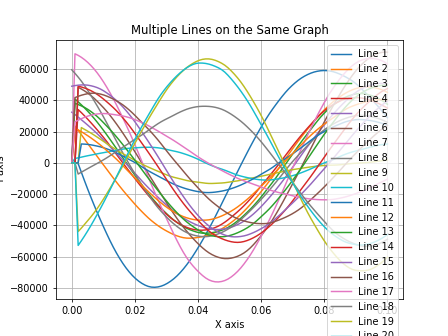 Multiple Lines on the Same Graph
60000
40000
20000
0
−20000
−40000
−60000
−80000
0.00
0.02
0.04
0.06
X axis
Line 1
Line 2
Line 3
Line 4
Line 5
Line 6
Line 7
Line 8
Line 9
Line 10
Line 11
Line 12
Line 13
Line 14
Line 15
Line 16
Line 17
Line 18
Line 19
Line 20